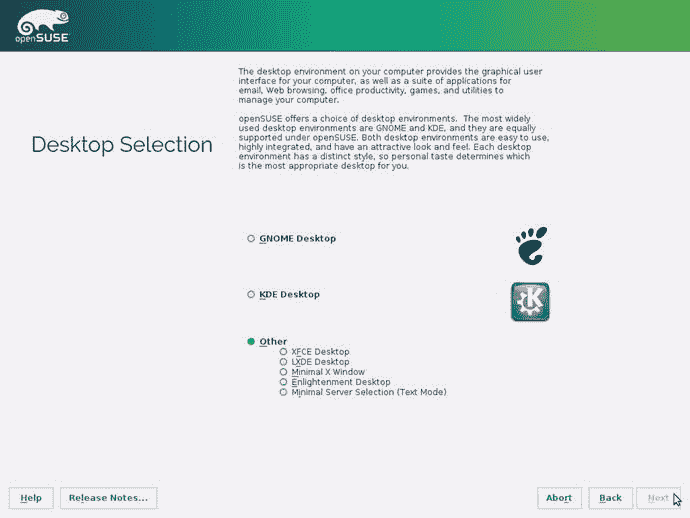 openSUSE
Desktop Selection
The desktop environment on your computer provides the graphical user
interface for your computer, as well as a suite of applications for
email, Web browsing, office productivity, games, and utilities to
manage your computer.
openSUSE offers a choice of desktop environments. The most widely
used desktop environments are GNOME and KDE, and they are equally
supported under openSUSE. Both desktop environments are easy to use,
highly integrated, and have an attractive look and feel. Each desktop
environment has a distinct style, so personal taste determines which
is the most appropriate desktop for you.
GNOME Desktop
KDE Desktop
K
Other
XFCE Desktop
LXDE Desktop
Minimal X Window
Enlightenment Desktop
Minimal Server Selection (Text Mode)
Help
Release Notes...
Abort
Back
Next